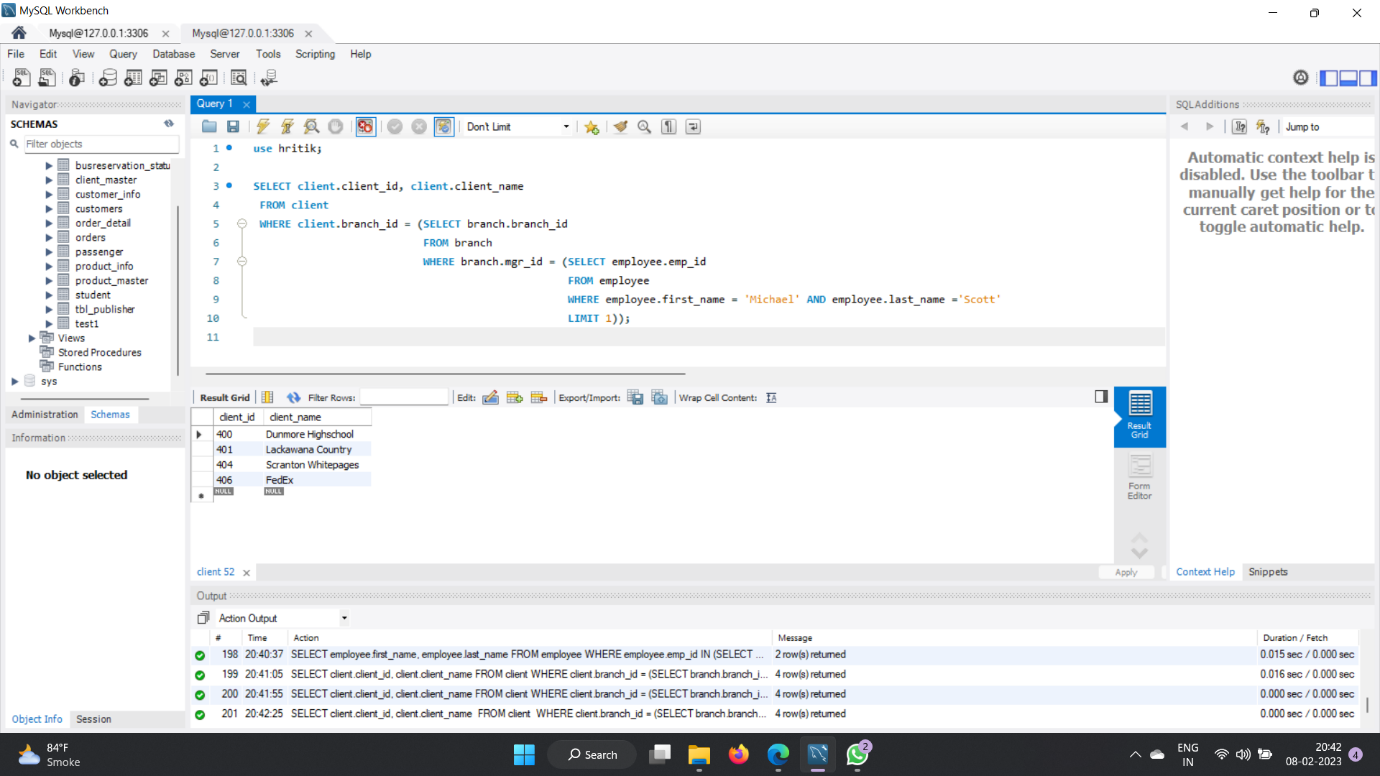 MySQL Workbench
Mysql@127.0.0.1:3306
Mysql@127.0.0.1:3306
File Edit View Query Database Server Tools Scripting Help
Navigator
SCHEMAS
Filter objects
busreservation_statu
client_master
customer_info
customers
order_detail
orders
passenger
product_info
product_master
student
tbl_publisher
test1
Views
Stored Procedures
Functions
sys
Administration Schemas
Information
No object selected
Object Info Session
Query 1
Don't Limit
1 use hritik;
2
3 SELECT client.client_id, client.client_name
4 FROM client
5 WHERE client.branch_id = (SELECT branch.branch_id
6 FROM branch
7 WHERE branch.mgr_id = (SELECT employee.emp_id
8 FROM employee
9 WHERE employee.first_name = 'Michael' AND employee.last_name ='Scott'
10 LIMIT 1));
11
Result Grid Filter Rows: Edit: Export/Import: Wrap Cell Content:
client_id client_name
400 Dunmore Highschool
401 Lackawana Country
404 Scranton Whitepages
406 FedEx
NULL NULL
Result
Grid
Form
Editor
client 52
Apply
SQLAdditions
Jump to
Automatic context help is
disabled. Use the toolbar t
manually get help for the
current caret position or to
toggle automatic help.
Context Help Snippets
Output
Action Output
# Time Action Message Duration / Fetch
198 20:40:37 SELECT employee.first_name, employee.last_name FROM employee WHERE employee.emp_id IN (SELECT ... 2 row(s) returned 0.015 sec / 0.000 sec
199 20:41:05 SELECT client.client_id, client.client_name FROM client WHERE client.branch_id = (SELECT branch.branch_i... 4 row(s) returned 0.016 sec / 0.000 sec
200 20:41:55 SELECT client.client_id, client.client_name FROM client WHERE client.branch_id = (SELECT branch.branch_i... 4 row(s) returned 0.000 sec / 0.000 sec
201 20:42:25 SELECT client.client_id, client.client_name FROM client WHERE client.branch_id = (SELECT branch.branch... 4 row(s) returned 0.000 sec / 0.000 sec
84°F
Smoke
Search
2
ENG
IN
20:42
08-02-2023
4